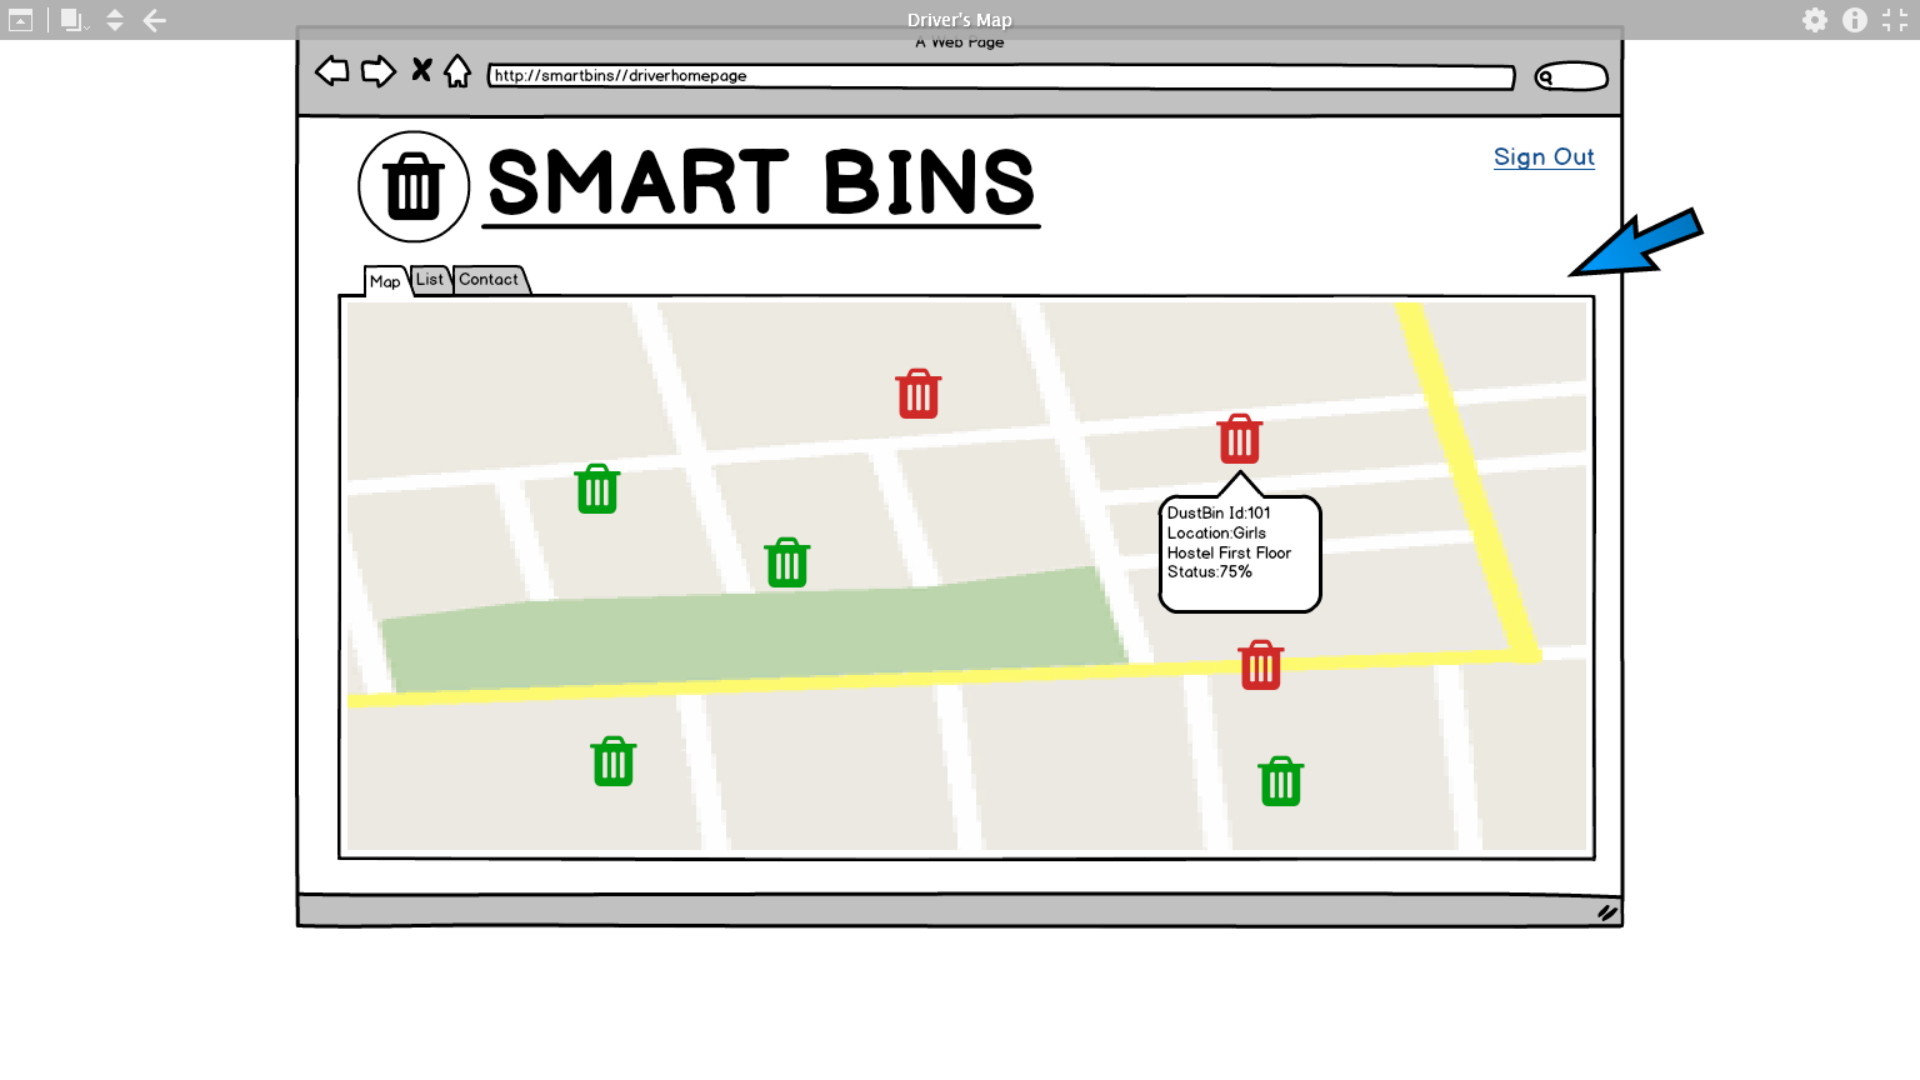 Driver's Map
A Web Page
http://smartbins//driverhomepage
SMART BINS
Sign Out
Map
List
Contact
DustBin Id:101
Location:Girls
Hostel First Floor
Status:75%